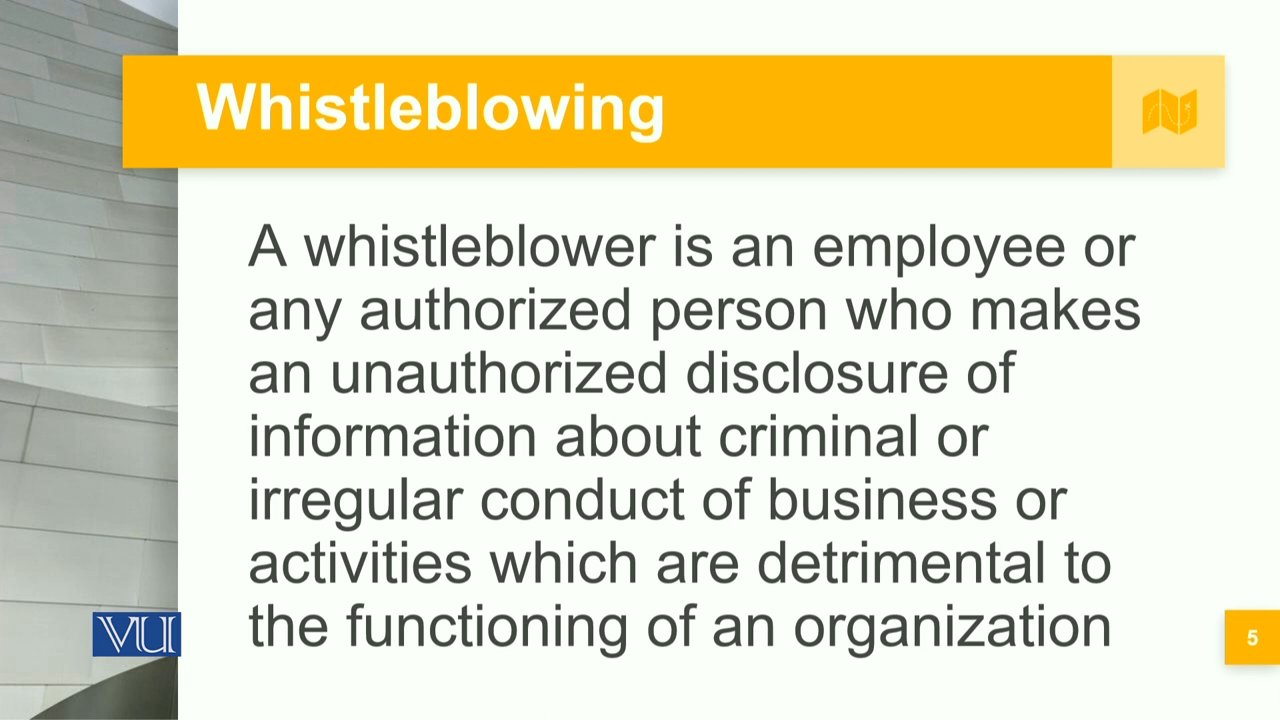 Whistleblowing
A whistleblower is an employee or
any authorized person who makes
an unauthorized disclosure of
information about criminal or
irregular conduct of business or
activities which are detrimental to
the functioning of an organization
VU
5